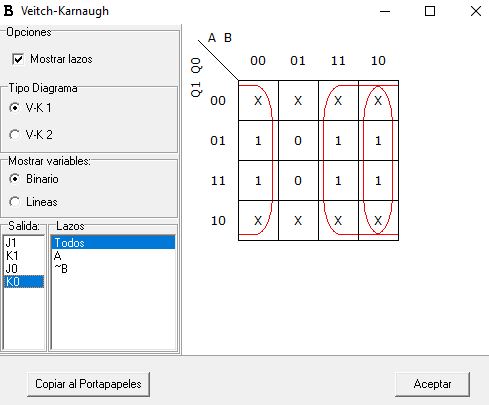 B Veitch-Karnaugh
Opciones
Mostrar lazos
Tipo Diagrama
V-K 1
V-K 2
Mostrar variables:
Binario
Lineas
Salida:
J1
K1
J0
K0
Lazos
Todos
A
~B
A B
Q1 Q0
00 01 11 10
00 X X X X
01 1 0 1 1
11 1 0 1 1
10 X X X X
Copiar al Portapapeles
Aceptar